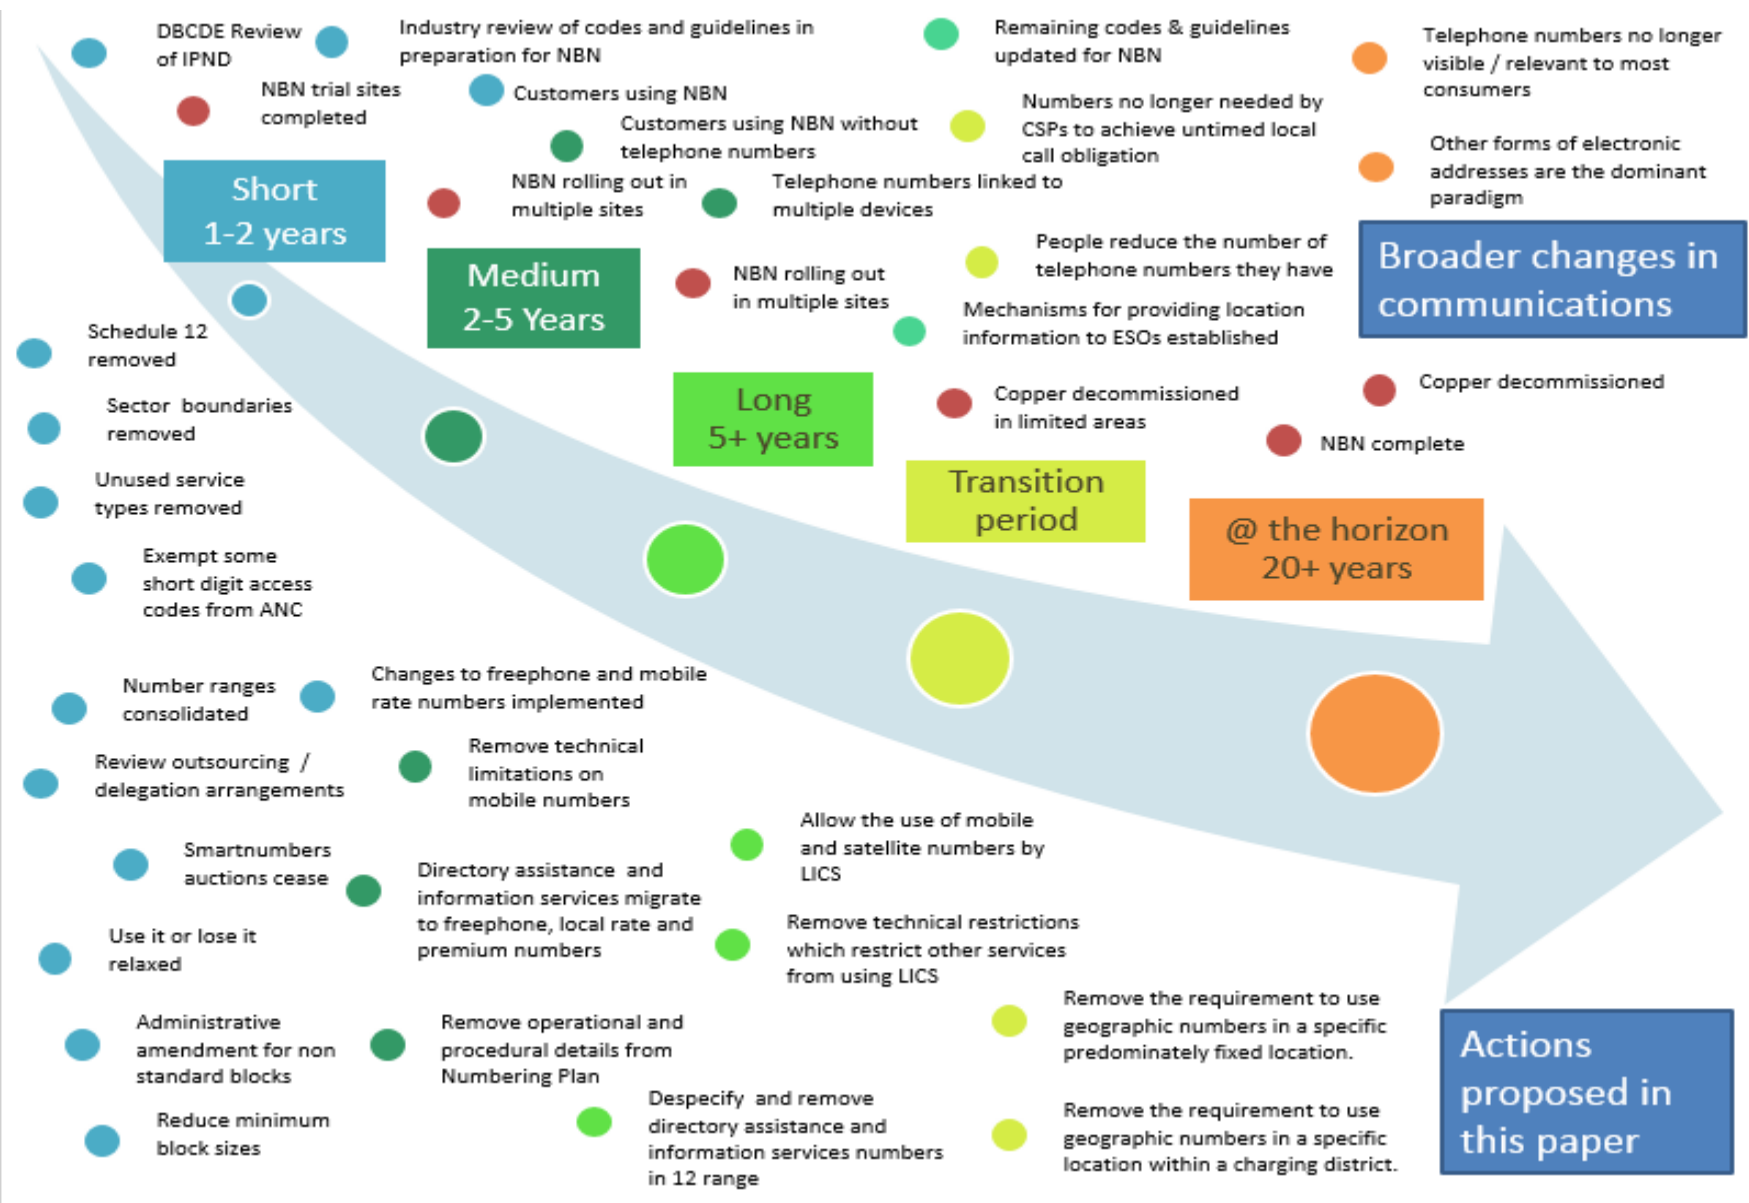 DBCDE Review
of IPND
Industry review of codes and guidelines in
preparation for NBN
Remaining codes & guidelines
updated for NBN
Telephone numbers no longer
visible / relevant to most
consumers
NBN trial sites
completed
Customers using NBN
Customers using NBN without
telephone numbers
Numbers no longer needed by
CSPs to achieve untimed local
call obligation
Other forms of electronic
addresses are the dominant
paradigm
Short
1-2 years
NBN rolling out in
multiple sites
Telephone numbers linked to
multiple devices
People reduce the number of
telephone numbers they have
Broader changes in
communications
Medium
2-5 Years
NBN rolling out
in multiple sites
Mechanisms for providing location
information to ESOs established
Schedule 12
removed
Sector boundaries
removed
Long
5+ years
Copper decommissioned
in limited areas
Copper decommissioned
NBN complete
Unused service
types removed
Transition
period
@ the horizon
20+ years
Exempt some
short digit access
codes from ANC
Number ranges
consolidated
Changes to freephone and mobile
rate numbers implemented
Review outsourcing /
delegation arrangements
Remove technical
limitations on
mobile numbers
Smartnumbers
auctions cease
Directory assistance and
information services migrate
to freephone, local rate and
premium numbers
Allow the use of mobile
and satellite numbers by
LICS
Use it or lose it
relaxed
Remove technical restrictions
which restrict other services
from using LICS
Administrative
amendment for non
standard blocks
Remove operational and
procedural details from
Numbering Plan
Remove the requirement to use
geographic numbers in a specific
predominately fixed location.
Reduce minimum
block sizes
Despecify and remove
directory assistance and
information services numbers
in 12 range
Remove the requirement to use
geographic numbers in a specific
location within a charging district.
Actions
proposed in
this paper